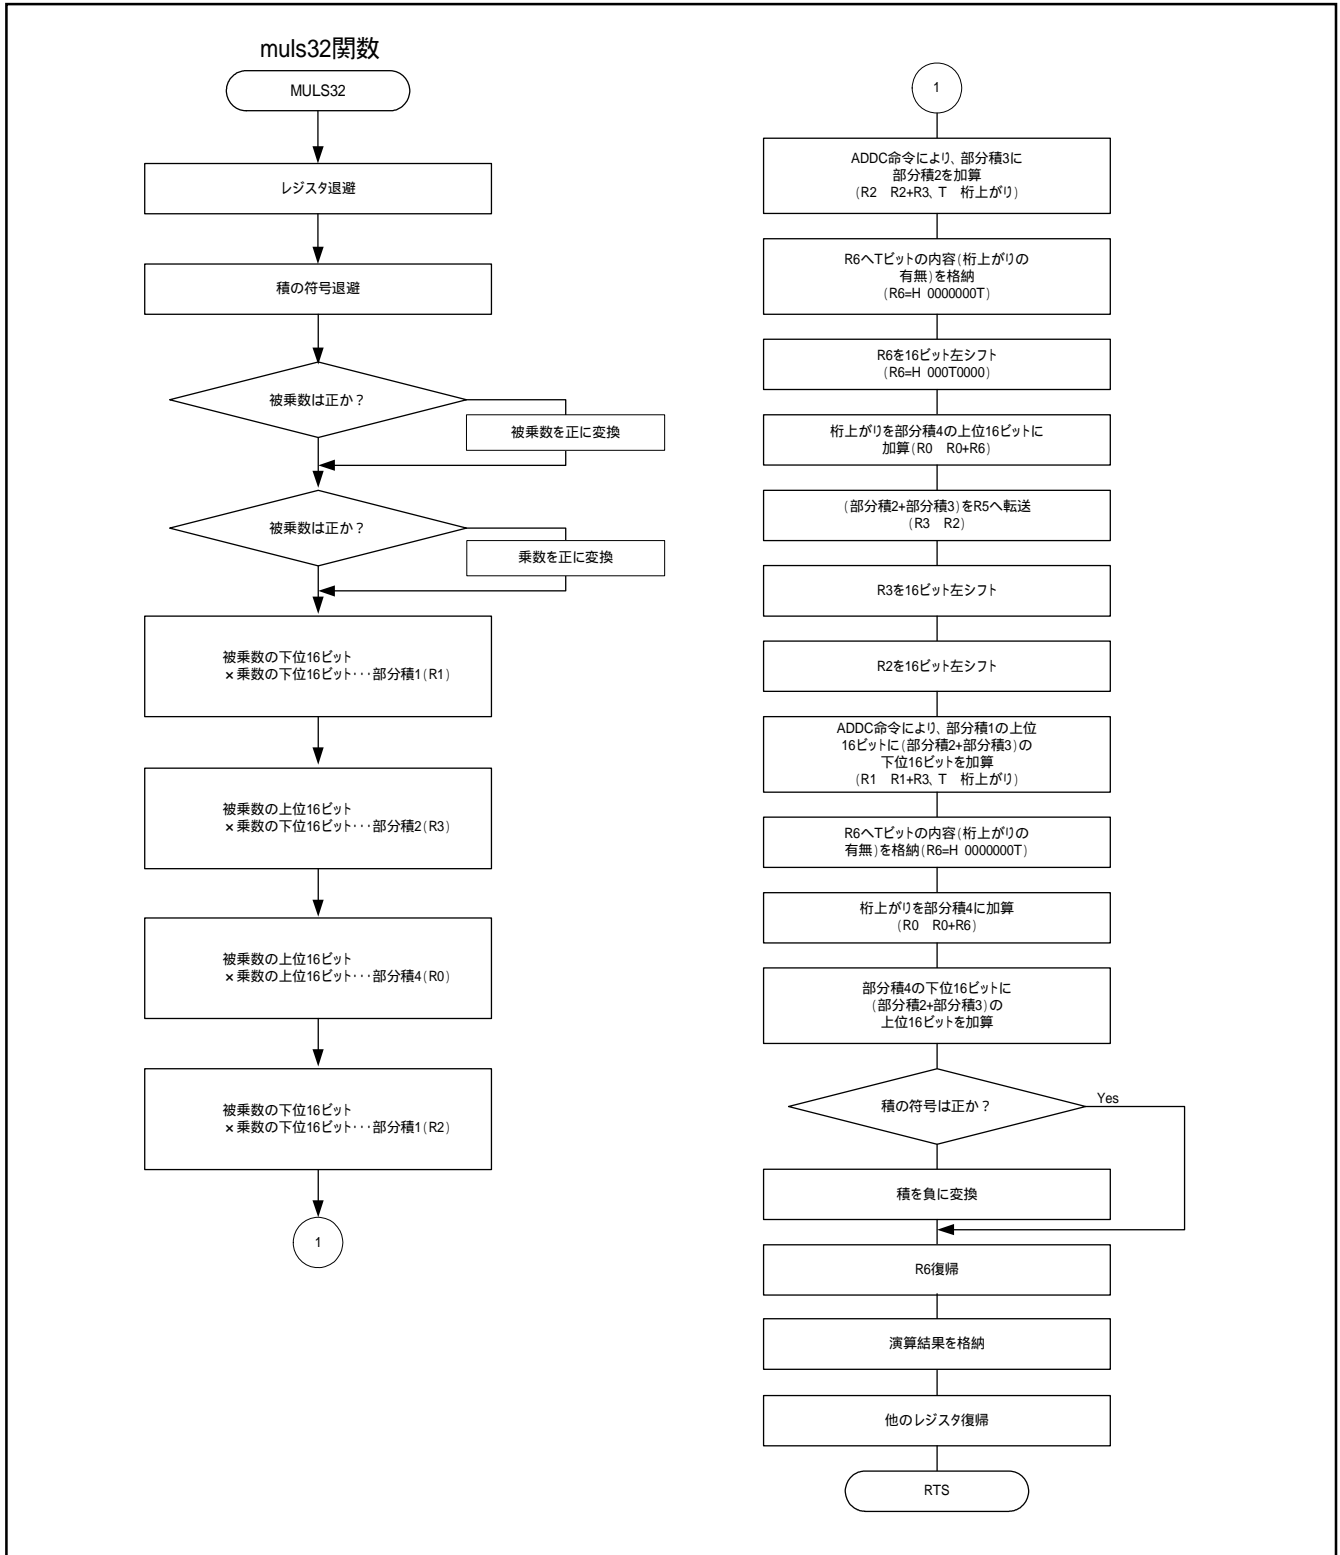 muls32関数
MULS32
レジスタ退避
積の符号退避
被乗数は正か？
被乗数を正に変換
被乗数は正か？
乗数を正に変換
被乗数の下位16ビット
×乗数の下位16ビット･･･部分積1(R1)
被乗数の上位16ビット
×乗数の下位16ビット･･･部分積2(R3)
被乗数の上位16ビット
×乗数の上位16ビット･･･部分積4(R0)
被乗数の下位16ビット
×乗数の下位16ビット･･･部分積1(R2)
1
1
ADDC命令により、部分積3に
部分積2を加算
(R2 R2+R3、T 桁上がり)
R6へTビットの内容(桁上がりの
有無)を格納
(R6=H 0000000T)
R6を16ビット左シフト
(R6=H 000T0000)
桁上がりを部分積4の上位16ビットに
加算(R0 R0+R6)
(部分積2+部分積3)をR5へ転送
(R3 R2)
R3を16ビット左シフト
R2を16ビット左シフト
ADDC命令により、部分積1の上位
16ビットに(部分積2+部分積3)の
下位16ビットを加算
(R1 R1+R3、T 桁上がり)
R6へTビットの内容(桁上がりの
有無)を格納(R6=H 0000000T)
桁上がりを部分積4に加算
(R0 R0+R6)
部分積4の下位16ビットに
(部分積2+部分積3)の
上位16ビットを加算
積の符号は正か？
Yes
積を負に変換
R6復帰
演算結果を格納
他のレジスタ復帰
RTS